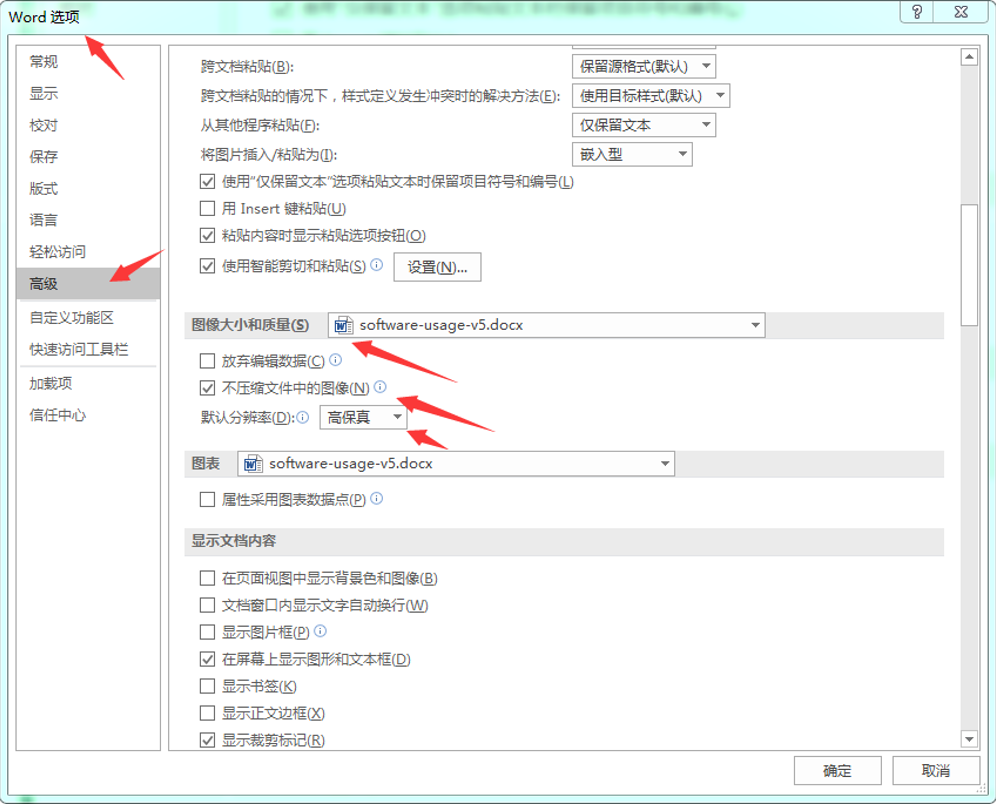 Word 选项
常规
显示
校对
保存
版式
语言
轻松访问
高级
自定义功能区
快速访问工具栏
加载项
信任中心
跨文档粘贴(B): 保留源格式(默认)
跨文档粘贴的情况下，样式定义发生冲突时的解决方法(E): 使用目标样式(默认)
从其他程序粘贴(F): 仅保留文本
将图片插入/粘贴为(I): 嵌入型
使用“仅保留文本”选项粘贴文本时保留项目符号和编号(L)
用 Insert 键粘贴(U)
粘贴内容时显示粘贴选项按钮(O)
使用智能剪切和粘贴(S) 设置(N)...
图像大小和质量(S) software-usage-v5.docx
放弃编辑数据(C)
不压缩文件中的图像(N)
默认分辨率(D): 高保真
图表 software-usage-v5.docx
属性采用图表数据点(P)
显示文档内容
在页面视图中显示背景色和图像(B)
文档窗口内显示文字自动换行(W)
显示图片框(P)
在屏幕上显示图形和文本框(D)
显示书签(K)
显示正文边框(X)
显示裁剪标记(R)
确定 取消